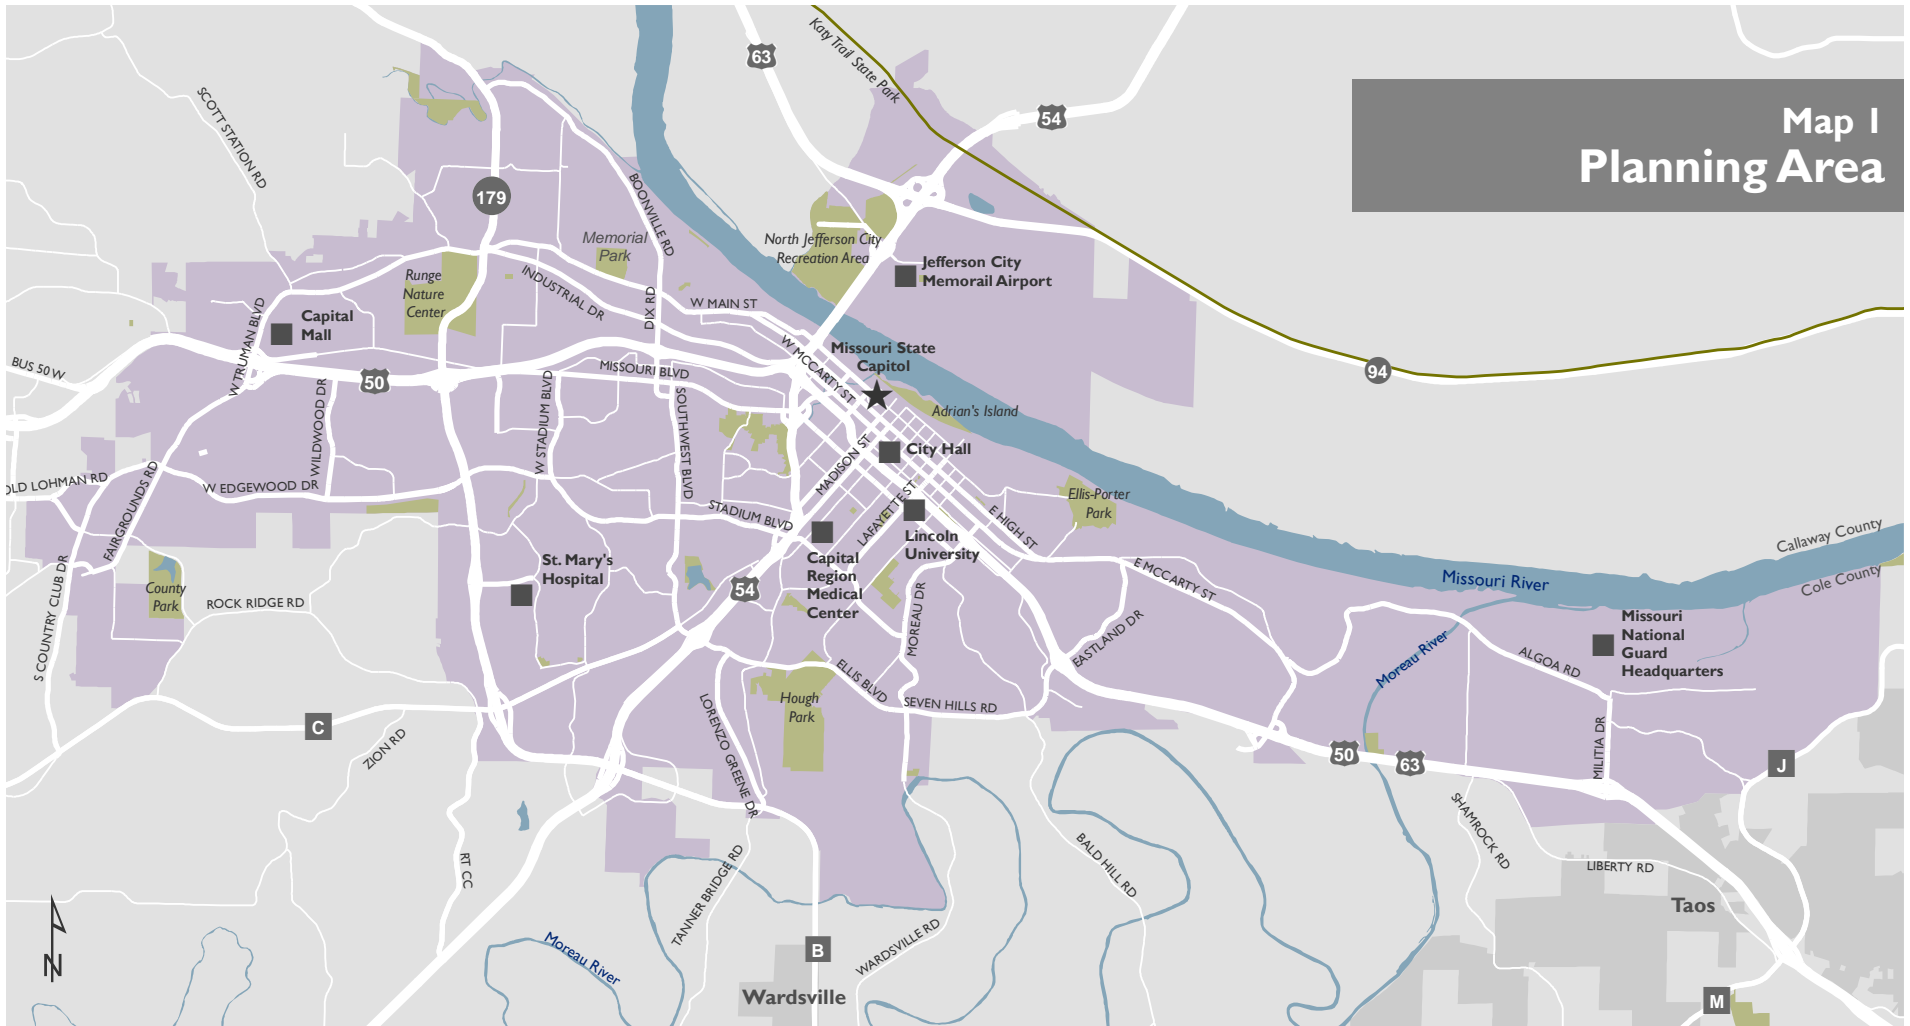 Map 1
Planning Area
63
54
Katy Trail State Park
SCOTT STATION RD
179
BOONVILLE RD
Memorial
Park
North Jefferson City
Recreation Area
Jefferson City
Memorail Airport
Runge
Nature
Center
INDUSTRIAL DR
DIX RD
W MAIN ST
Capital
Mall
W TRUMAN BLVD
BUS 50 W
50
MISSOURI BLVD
W MCCARTY ST
Missouri State
Capitol
94
Adrian's Island
WILDWOOD DR
W STADIUM BLVD
SOUTHWEST BLVD
MADISON ST
City Hall
OLD LOHMAN RD
FAIRGROUNDS RD
W EDGEWOOD DR
STADIUM BLVD
LAFAYETTE ST
Lincoln
University
E HIGH ST
Ellis-Porter
Park
Callaway County
Cole County
Missouri River
S COUNTRY CLUB DR
County
Park
ROCK RIDGE RD
St. Mary's
Hospital
54
Capital
Region
Medical
Center
MOREAU DR
E MCCARTY ST
EASTLAND DR
Moreau River
Missouri
National
Guard
Headquarters
ALGOA RD
ELLIS BLVD
SEVEN HILLS RD
Hough
Park
LORENZO GREENE DR
C
ZION RD
50
63
MILITIA DR
J
SHAMROCK RD
LIBERTY RD
Taos
RT CC
TANNER BRIDGE RD
BALD HILL RD
WARDSVILLE RD
Moreau River
B
Wardsville
M
N